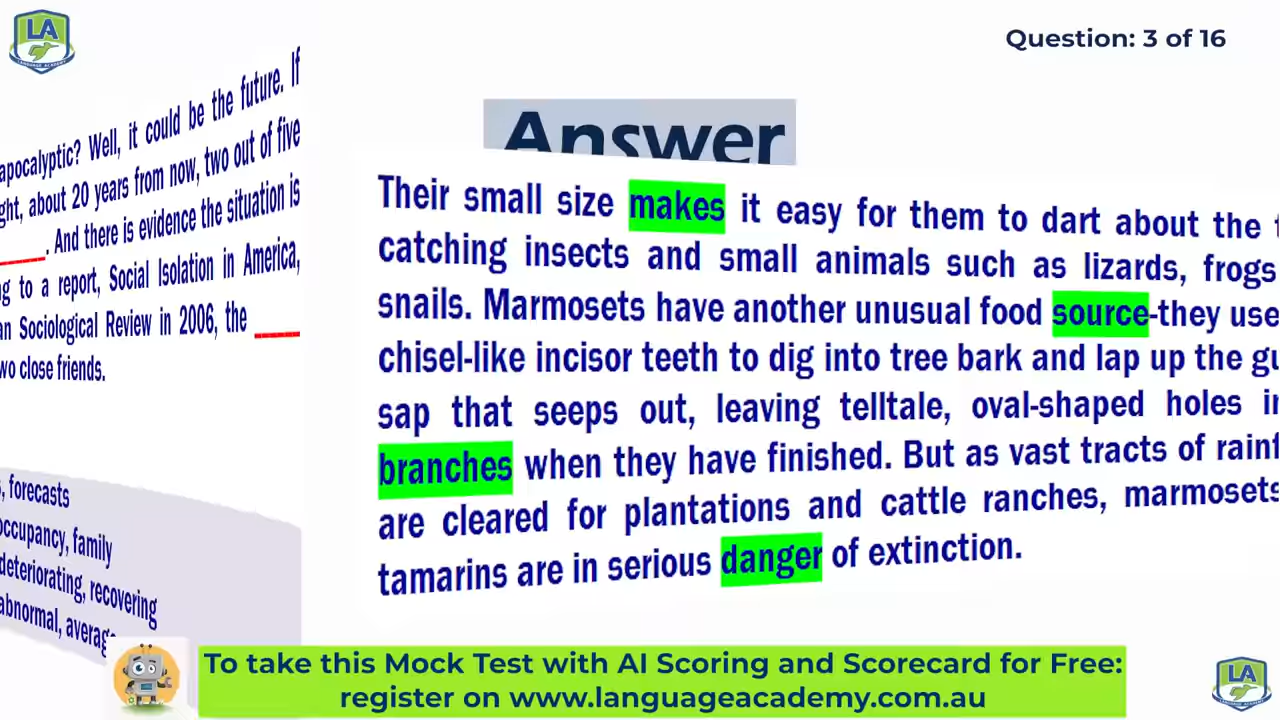 LA
LANGUAGE ACADEMY
Question: 3 of 16
apocalyptic? Well, it could be the future. If
about 20 years from now, two out of five
______. And there is evidence the situation is
to a report, Social Isolation in America,
Sociological Review in 2006, the ______
two close friends.
forecasts
occupancy, family
deteriorating, recovering
abnormal,
Answer
Their small size makes it easy for them to dart about the
catching insects and small animals such as lizards, frogs
snails. Marmosets have another unusual food source-they use
chisel-like incisor teeth to dig into tree bark and lap up the
sap that seeps out, leaving telltale, oval-shaped holes
branches when they have finished. But as vast tracts of
are cleared for plantations and cattle ranches, marmosets
tamarins are in serious danger of extinction.
To take this Mock Test with AI Scoring and Scorecard for Free:
register on www.languageacademy.com.au
LA